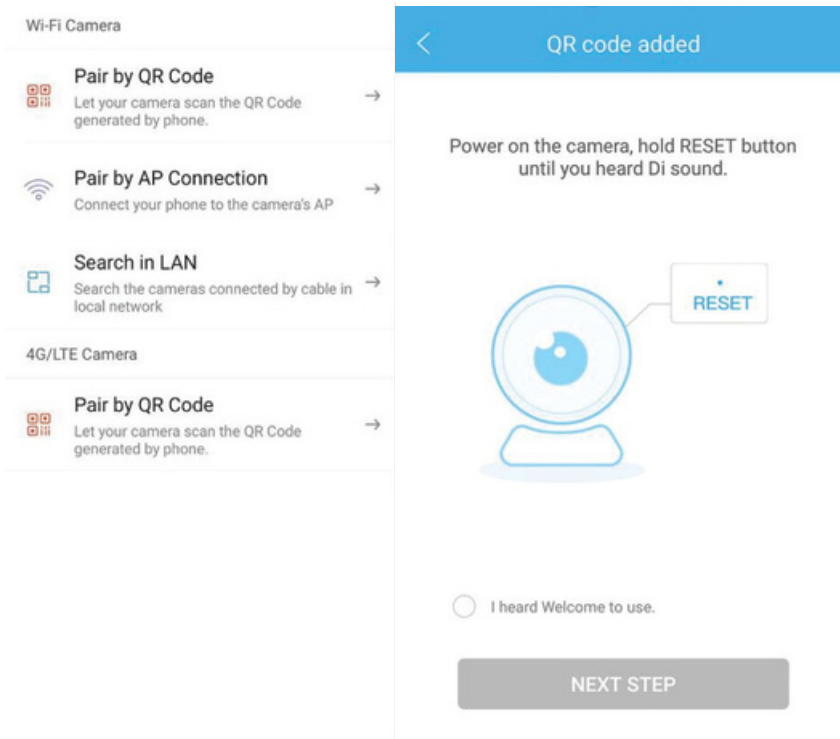 Wi-Fi Camera
Pair by QR Code
Let your camera scan the QR Code
generated by phone.
Pair by AP Connection
Connect your phone to the camera's AP
Search in LAN
Search the cameras connected by cable in
local network
4G/LTE Camera
Pair by QR Code
Let your camera scan the QR Code
generated by phone.
QR code added
Power on the camera, hold RESET button
until you heard Di sound.
RESET
I heard Welcome to use.
NEXT STEP